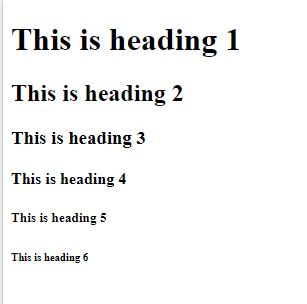 This is heading 1
This is heading 2
This is heading 3
This is heading 4
This is heading 5
This is heading 6